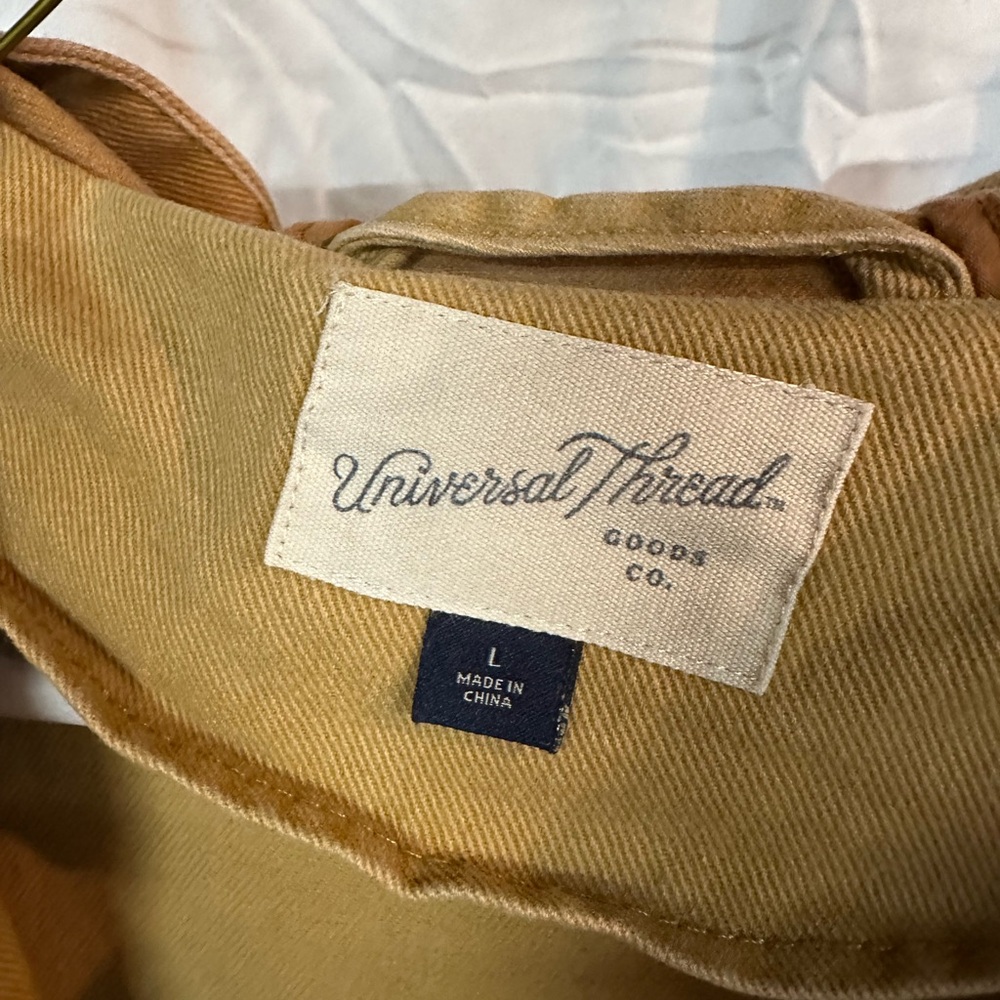 Universal Thread™
GOODS
CO.
L
MADE IN
CHINA